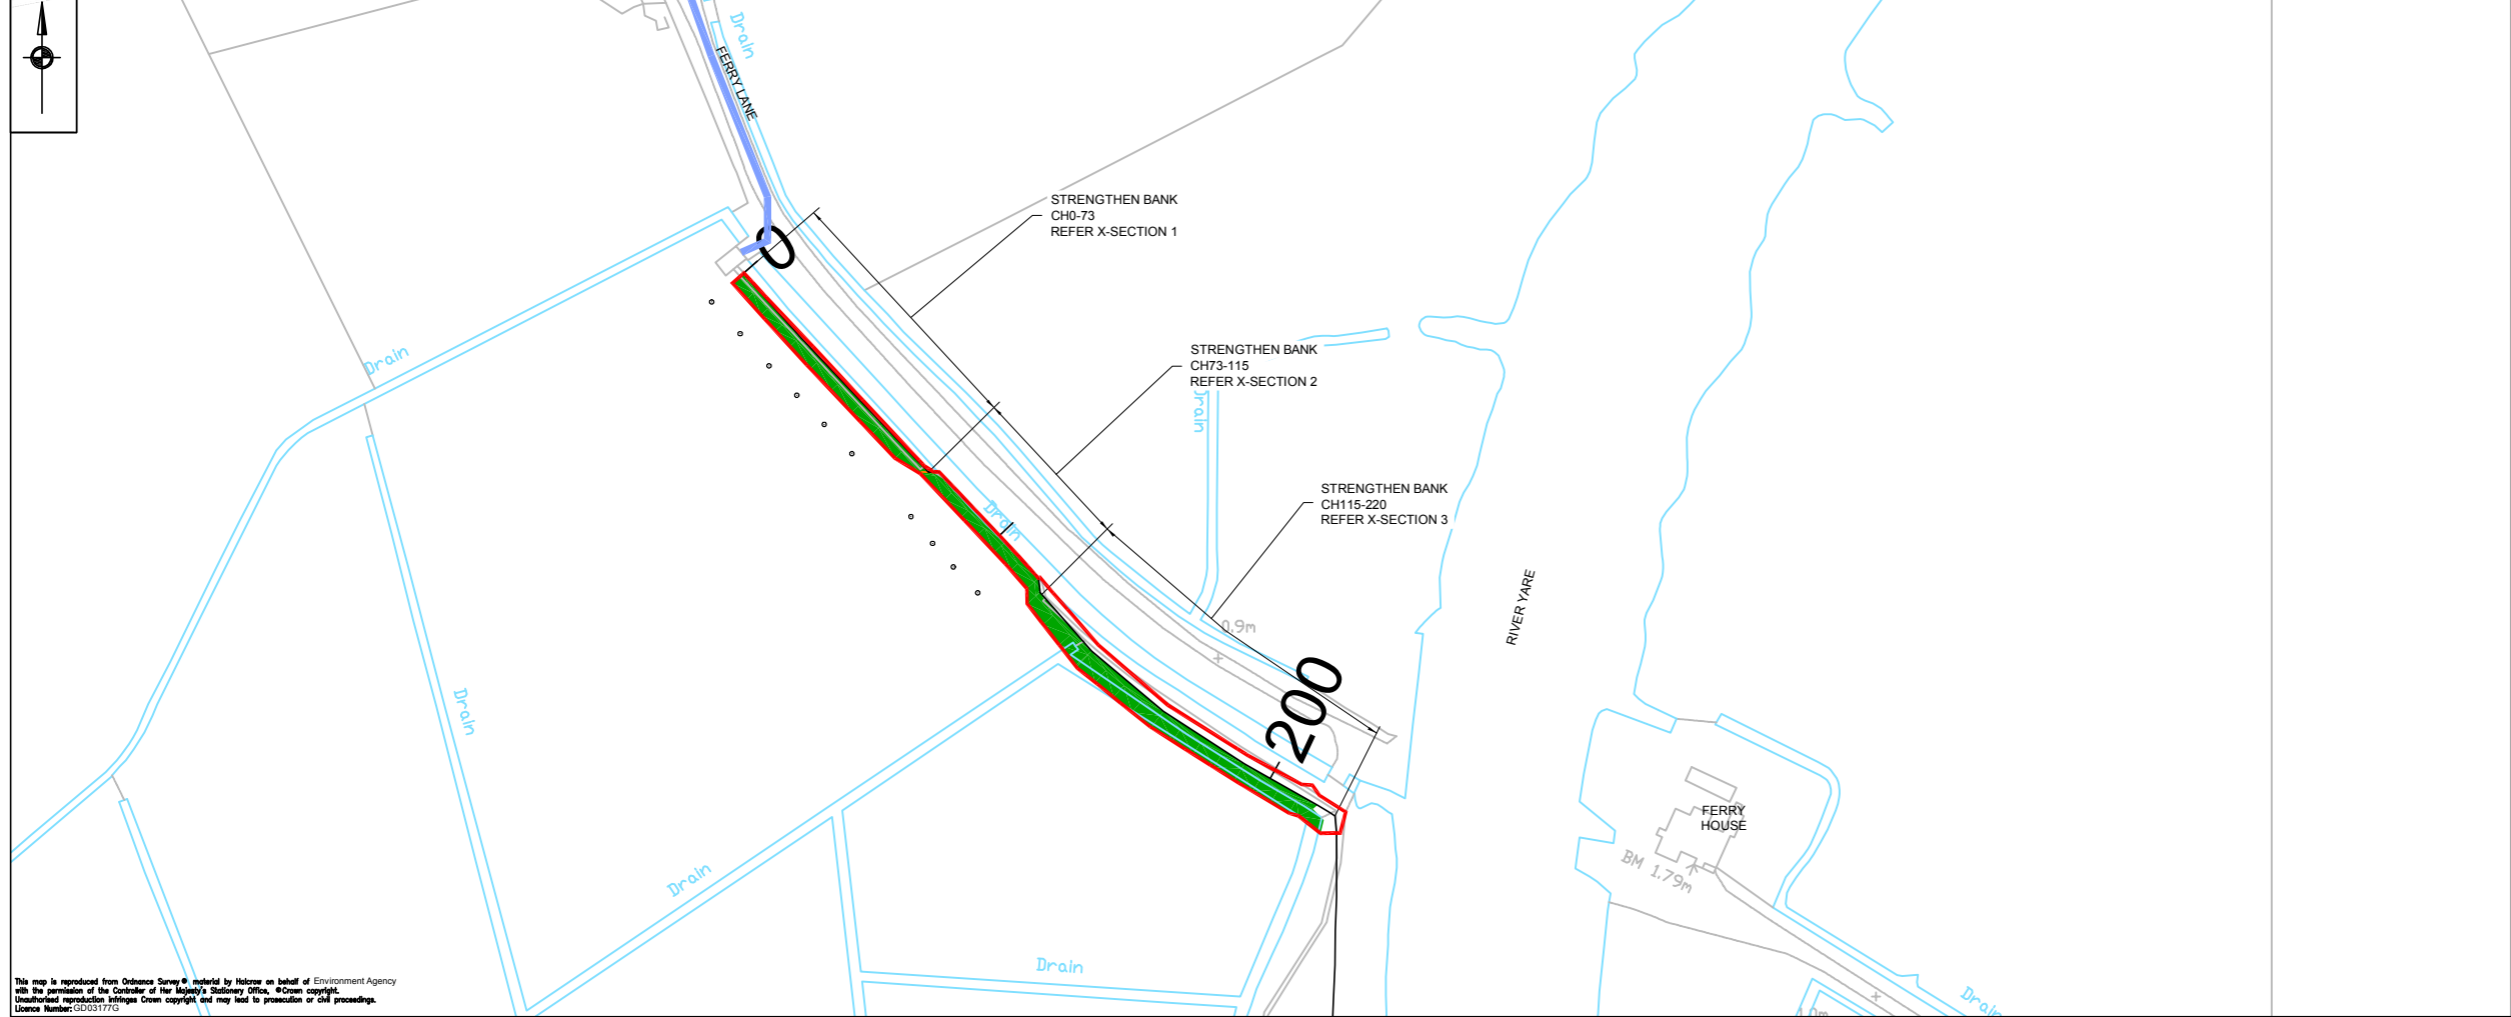 Drain
FERRY LANE
STRENGTHEN BANK
CH0-73
REFER X-SECTION 1
0
STRENGTHEN BANK
CH73-115
REFER X-SECTION 2
Drain
Drain
STRENGTHEN BANK
CH115-220
REFER X-SECTION 3
Drain
RIVER YARE
0.9m
200
Drain
FERRY
HOUSE
BM 1.79m
Drain
Drain
Drain
This map is reproduced from Ordnance Survey® material by Halcrow on behalf of Environment Agency
with the permission of the Controller of Her Majesty's Stationery Office, ©Crown copyright.
Unauthorised reproduction infringes Crown copyright and may lead to prosecution or civil proceedings.
Licence Number: GD03177G